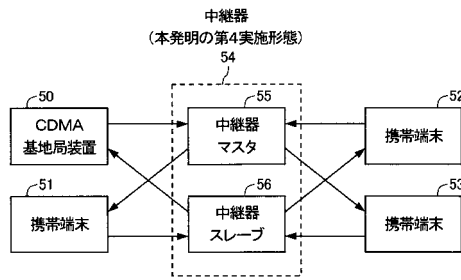 中継器
(本発明の第4実施形態)
54
50
CDMA
基地局装置
55
中継器
マスタ
52
携帯端末
51
携帯端末
56
中継器
スレーブ
53
携帯端末